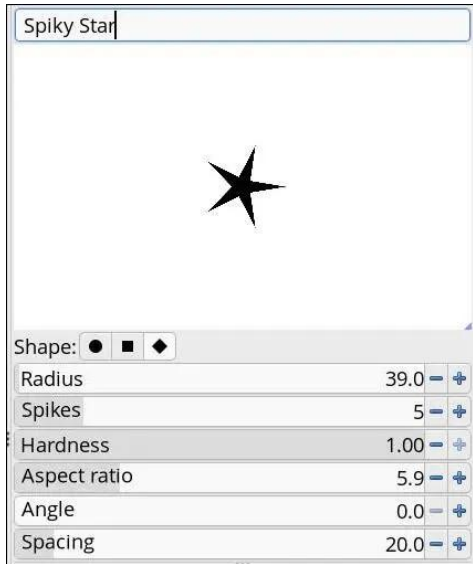 Spiky Star
Shape:
Radius 39.0
Spikes 5
Hardness 1.00
Aspect ratio 5.9
Angle 0.0
Spacing 20.0